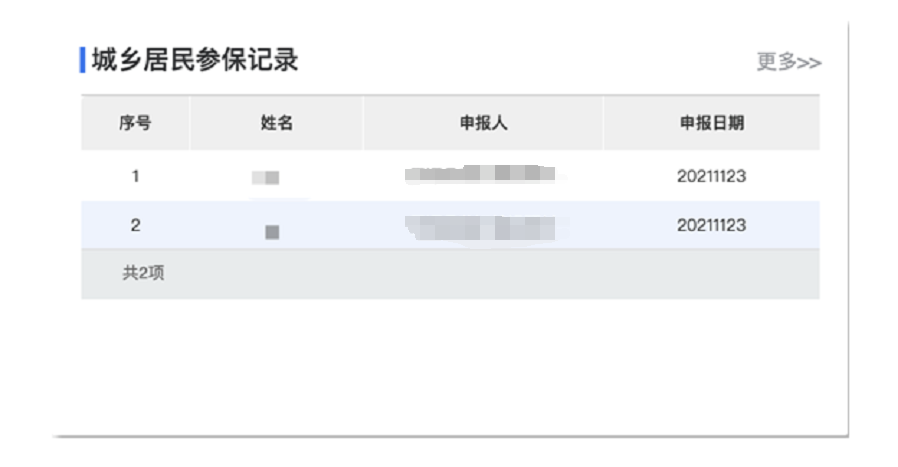 城乡居民参保记录 更多>>
序号 姓名 申报人 申报日期
1 20211123
2 20211123
共2项